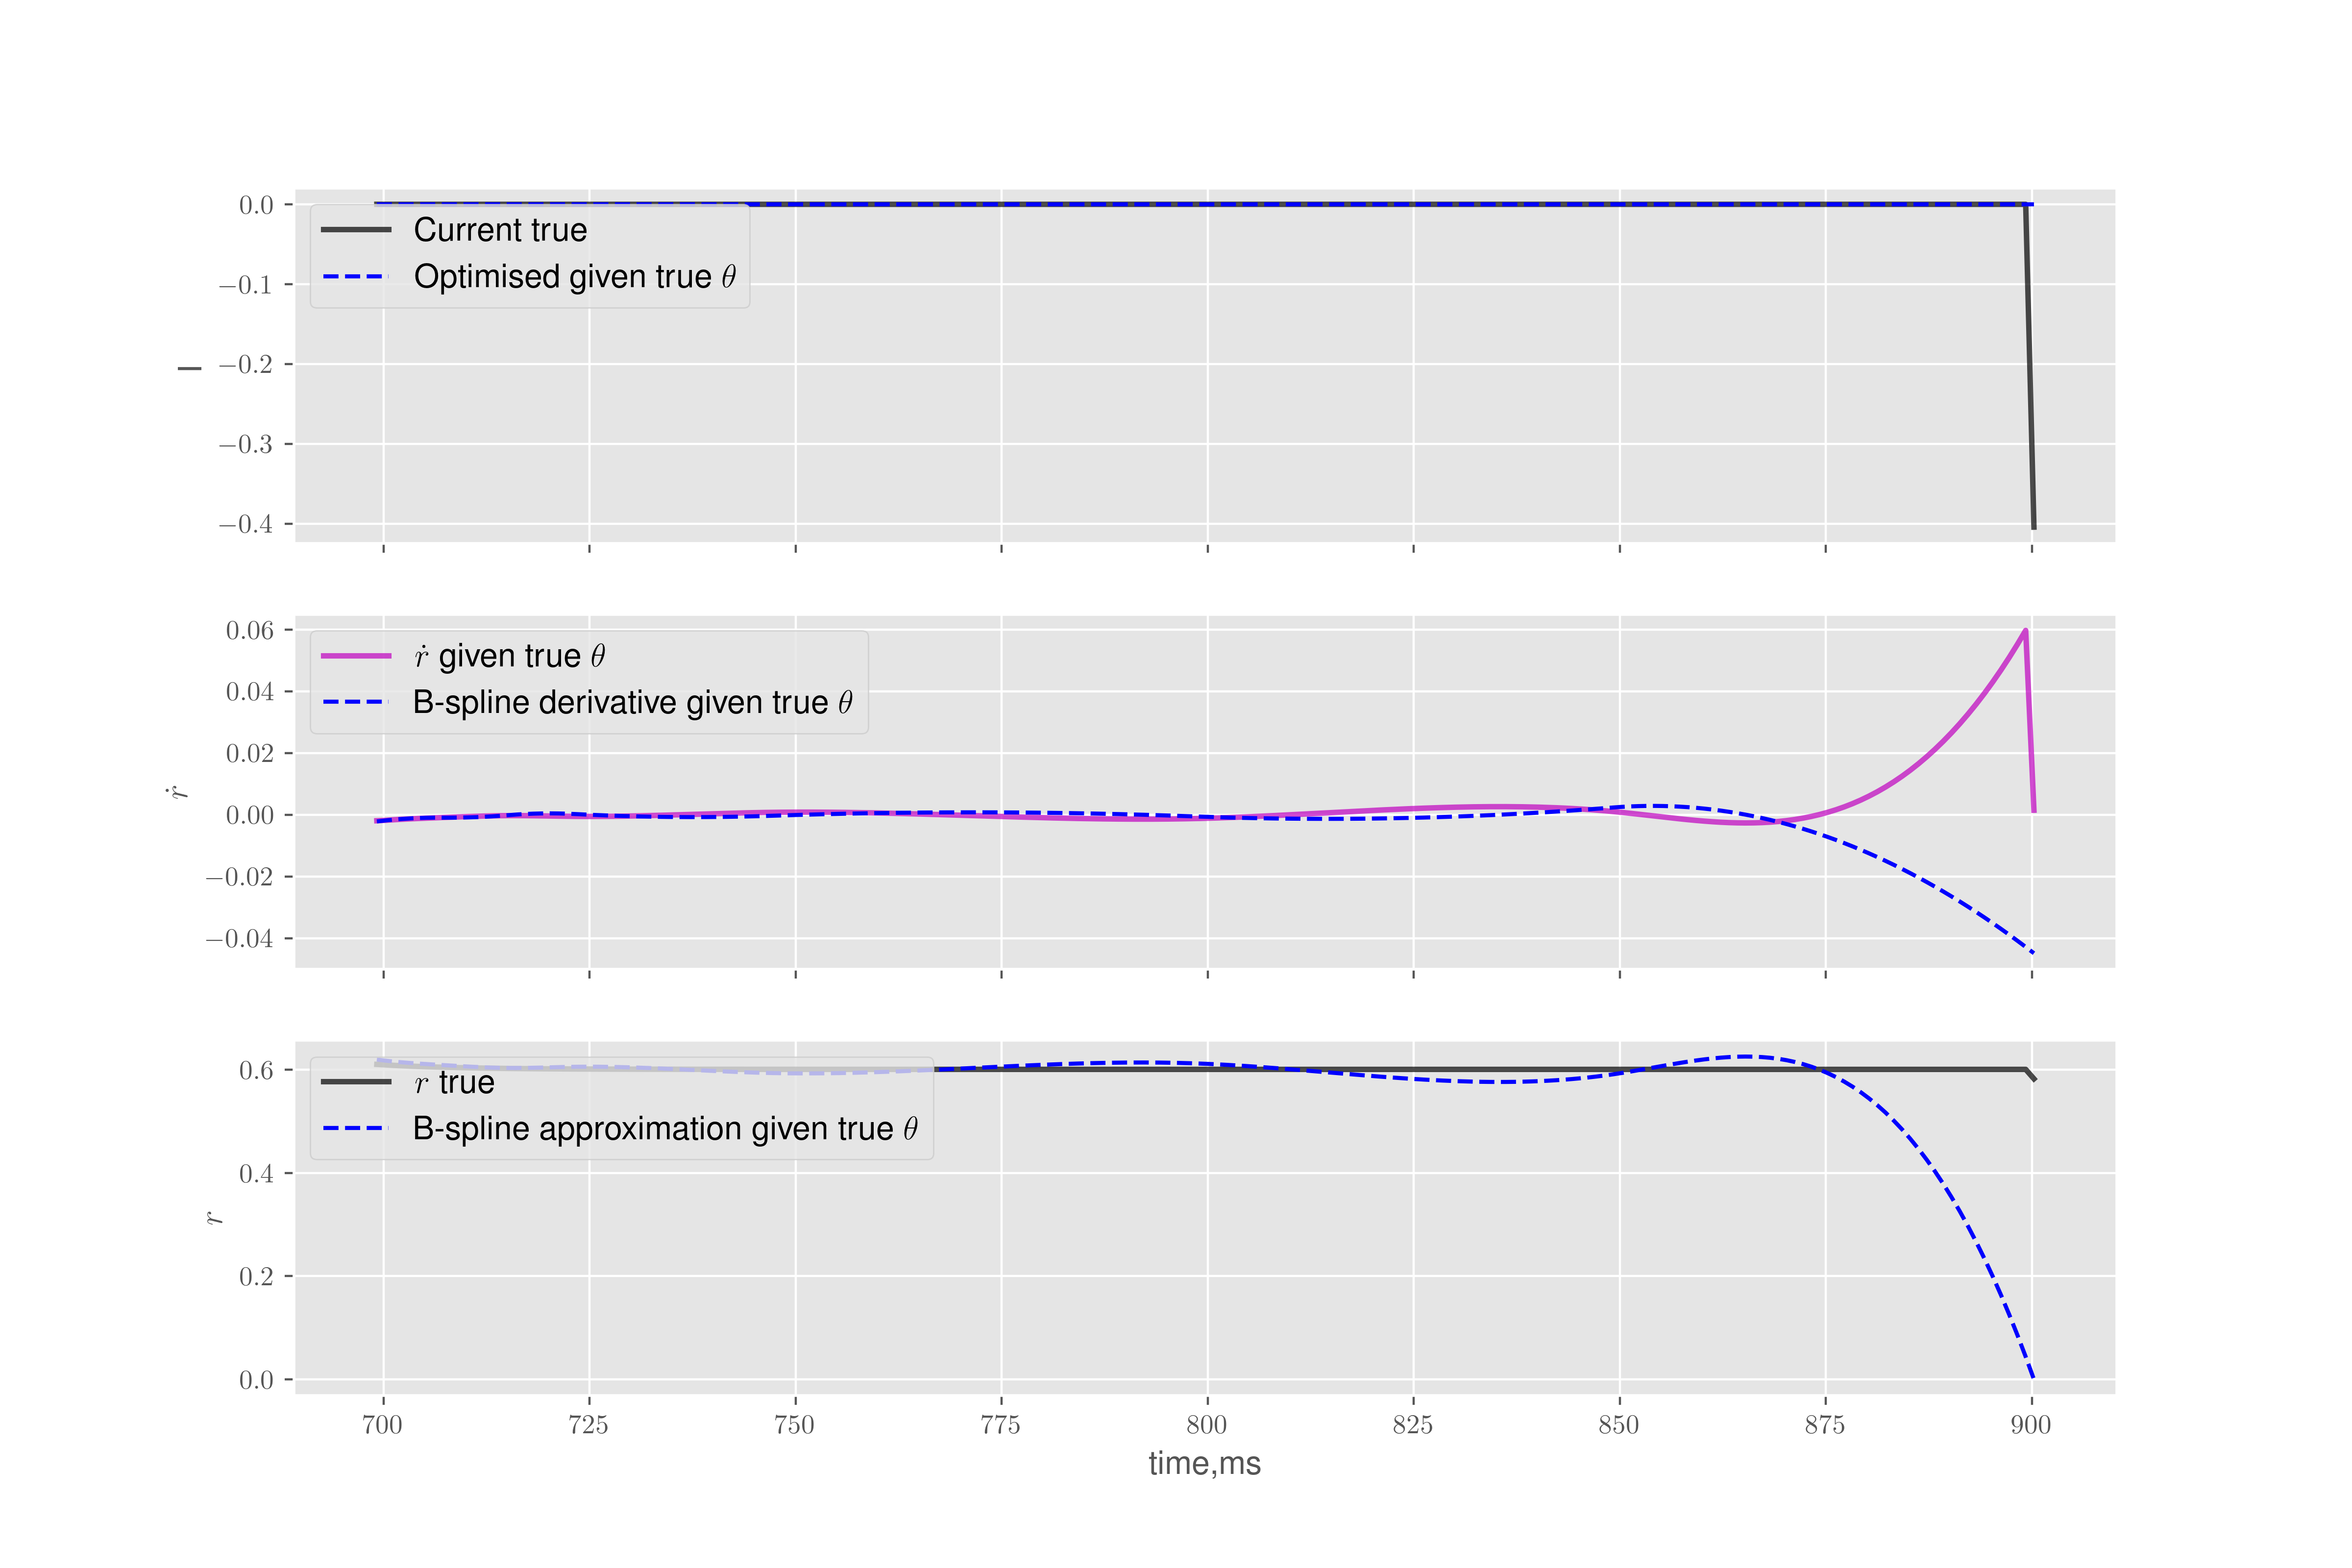 0.0
−0.1
−0.2
−0.3
−0.4
I
Current true
Optimised given true θ
0.06
0.04
0.02
0.00
−0.02
−0.04
ṙ
ṙ given true θ
B-spline derivative given true θ
0.6
0.4
0.2
0.0
r
r true
B-spline approximation given true θ
700 725 750 775 800 825 850 875 900
time,ms